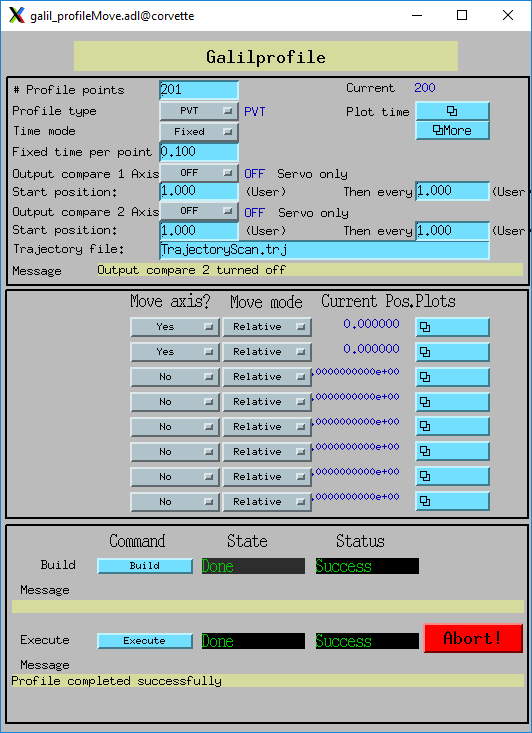 galil_profileMove.adl@corvette
Galilprofile
# Profile points 201 Current 200
Profile type PVT PVT Plot time
Time mode Fixed More
Fixed time per point 0.100
Output compare 1 Axis OFF OFF Servo only
Start position: 1.000 (User) Then every 1.000 (User
Output compare 2 Axis OFF OFF Servo only
Start position: 1.000 (User) Then every 1.000 (User
Trajectory file: TrajectoryScan.trj
Message Output compare 2 turned off
Move axis? Move mode Current Pos. Plots
Yes Relative 0.000000
Yes Relative 0.000000
No Relative .0000000000e+00
No Relative .0000000000e+00
No Relative .0000000000e+00
No Relative .0000000000e+00
No Relative .0000000000e+00
No Relative .0000000000e+00
Command State Status
Build Build Done Success
Message
Execute Execute Done Success Abort!
Message
Profile completed successfully